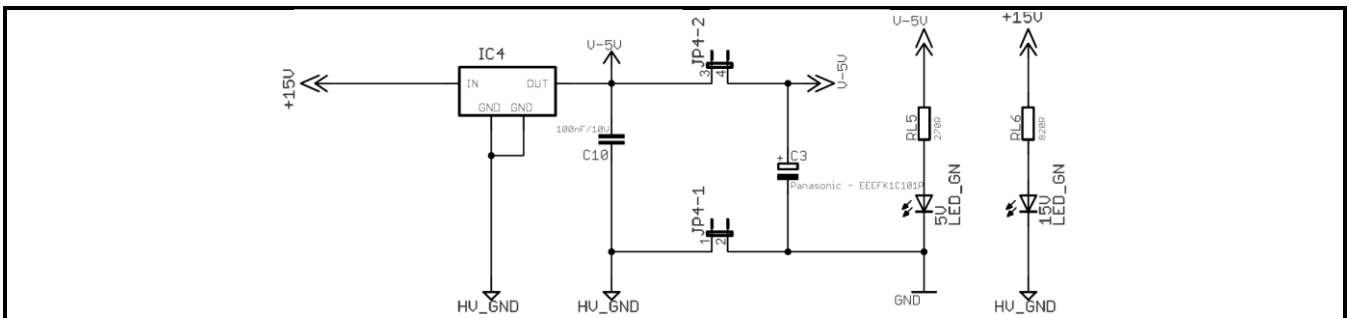 IC4
IN
OUT
GND
GND
+15V
V-5V
100nF/10V
C10
JP4-2
3
4
V-5V
C3
+
Panasonic - EEEFK1C101P
JP4-1
1
2
HV_GND
HV_GND
V-5V
RL5
270R
5V
LED_GN
GND
+15V
RL6
820R
15V
LED_GN
HV_GND